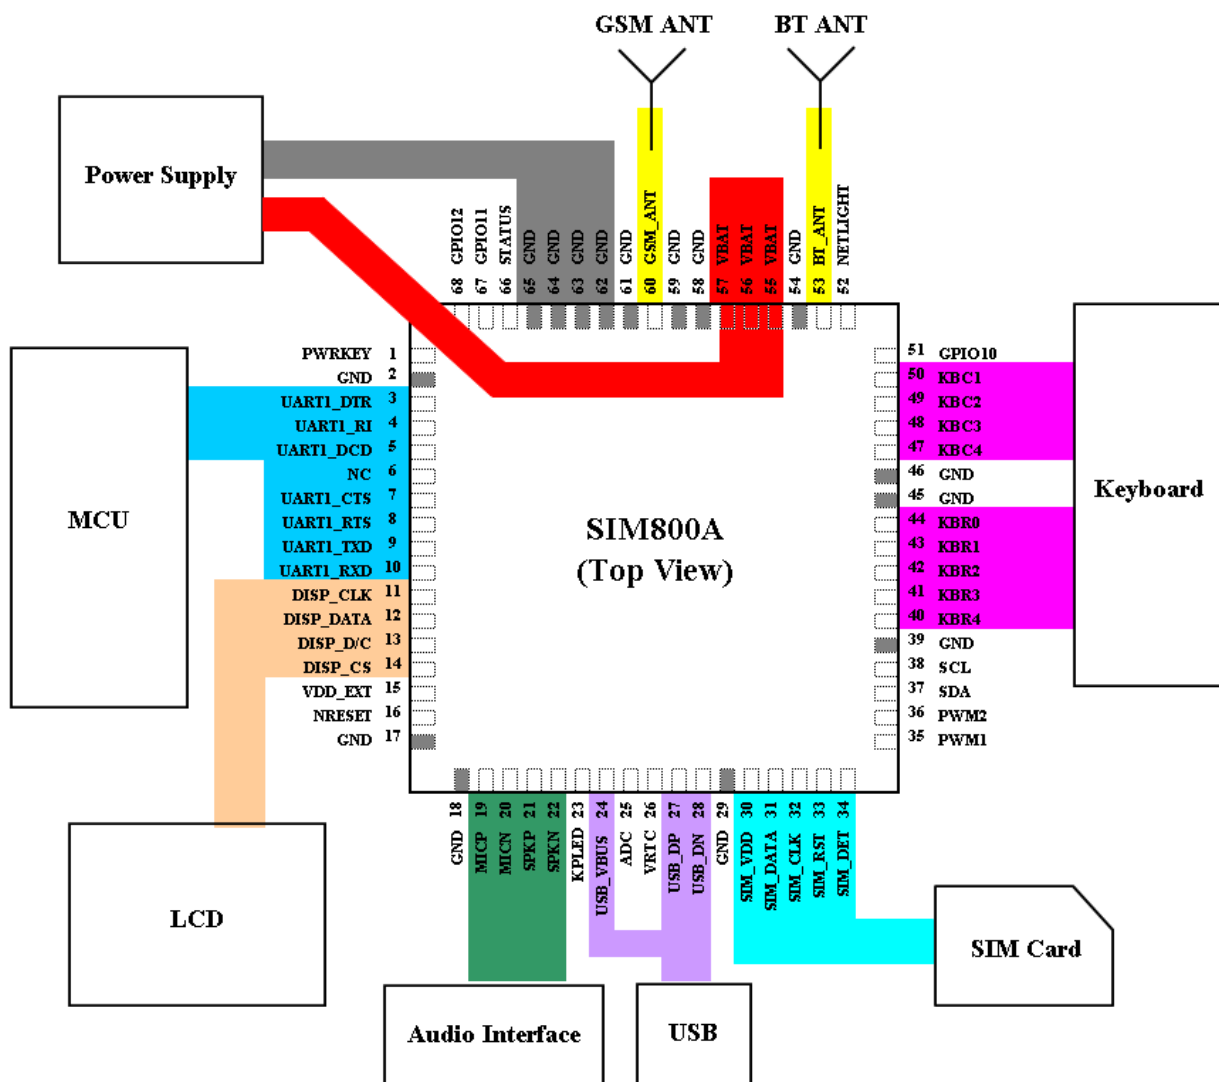 GSM ANT
BT ANT
Power Supply
68 GPIO12
67 GPIO11
66 STATUS
65 GND
64 GND
63 GND
62 GND
61 GND
60 GSM_ANT
59 GND
58 GND
57 VBAT
56 VBAT
55 VBAT
54 GND
53 BT_ANT
52 NETLIGHT
MCU
PWRKEY 1
GND 2
UART1_DTR 3
UART1_RI 4
UART1_DCD 5
NC 6
UART1_CTS 7
UART1_RTS 8
UART1_TXD 9
UART1_RXD 10
DISP_CLK 11
DISP_DATA 12
DISP_D/C 13
DISP_CS 14
VDD_EXT 15
NRESET 16
GND 17
SIM800A
(Top View)
51 GPIO10
50 KBC1
49 KBC2
48 KBC3
47 KBC4
46 GND
45 GND
44 KBR0
43 KBR1
42 KBR2
41 KBR3
40 KBR4
39 GND
38 SCL
37 SDA
36 PWM2
35 PWM1
Keyboard
GND 18
MICP 19
MICN 20
SPKP 21
SPKN 22
KPLED 23
USB_VBUS 24
ADC 25
VRTC 26
USB_DP 27
USB_DN 28
GND 29
SIM_VDD 30
SIM_DATA 31
SIM_CLK 32
SIM_RST 33
SIM_DET 34
LCD
SIM Card
Audio Interface
USB